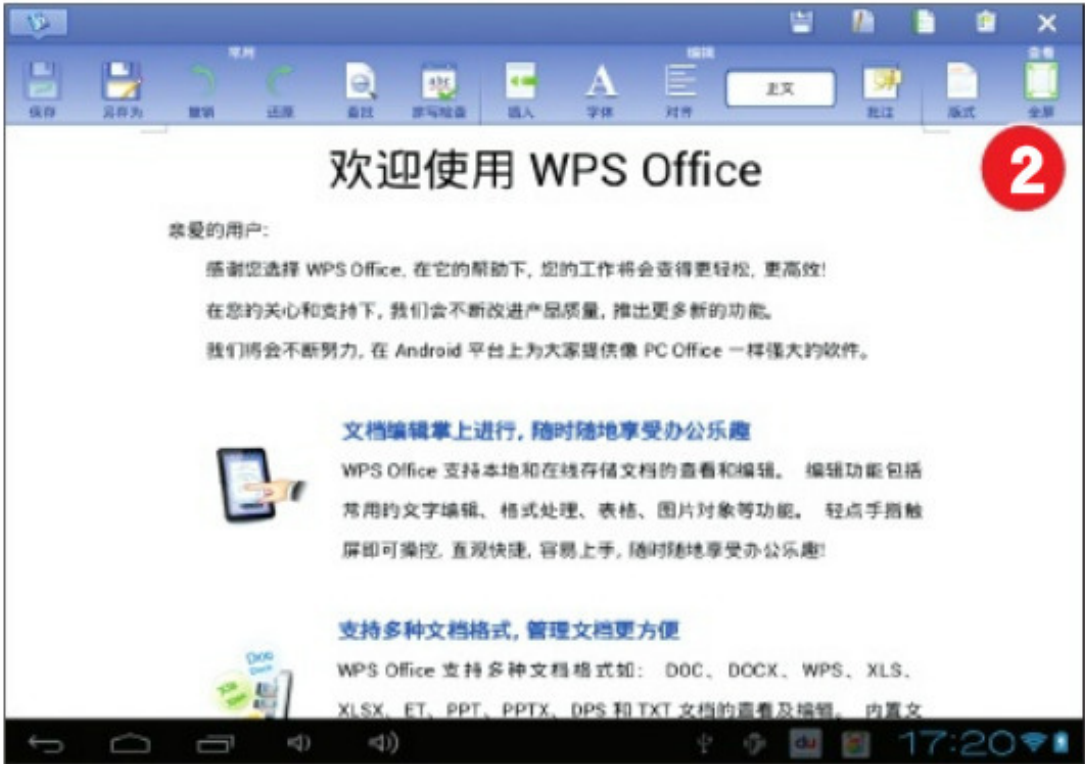 常用 编辑 查看
保存 另存为 撤销 还原 查找 拼写检查 插入 字体 对齐 正文 批注 版式 全屏
abc A
2
欢迎使用 WPS Office
亲爱的用户:
感谢您选择 WPS Office, 在它的帮助下, 您的工作将会变得更轻松, 更高效!
在您的关心和支持下, 我们会不断改进产品质量, 推出更多新的功能。
我们将会不断努力, 在 Android 平台上为大家提供像 PC Office 一样强大的软件。
文档编辑掌上进行, 随时随地享受办公乐趣
WPS Office 支持本地和在线存储文档的查看和编辑。 编辑功能包括
常用的文字编辑、格式处理、表格、图片对象等功能。 轻点手指触
屏即可操控, 直观快捷, 容易上手, 随时随地享受办公乐趣!
支持多种文档格式, 管理文档更方便
Doc
WPS Office 支持多种文档格式如: DOC、DOCX、WPS、XLS、
XLSX、ET、PPT、PPTX、DPS 和 TXT 文档的查看及编辑。 内置文
du 17:20